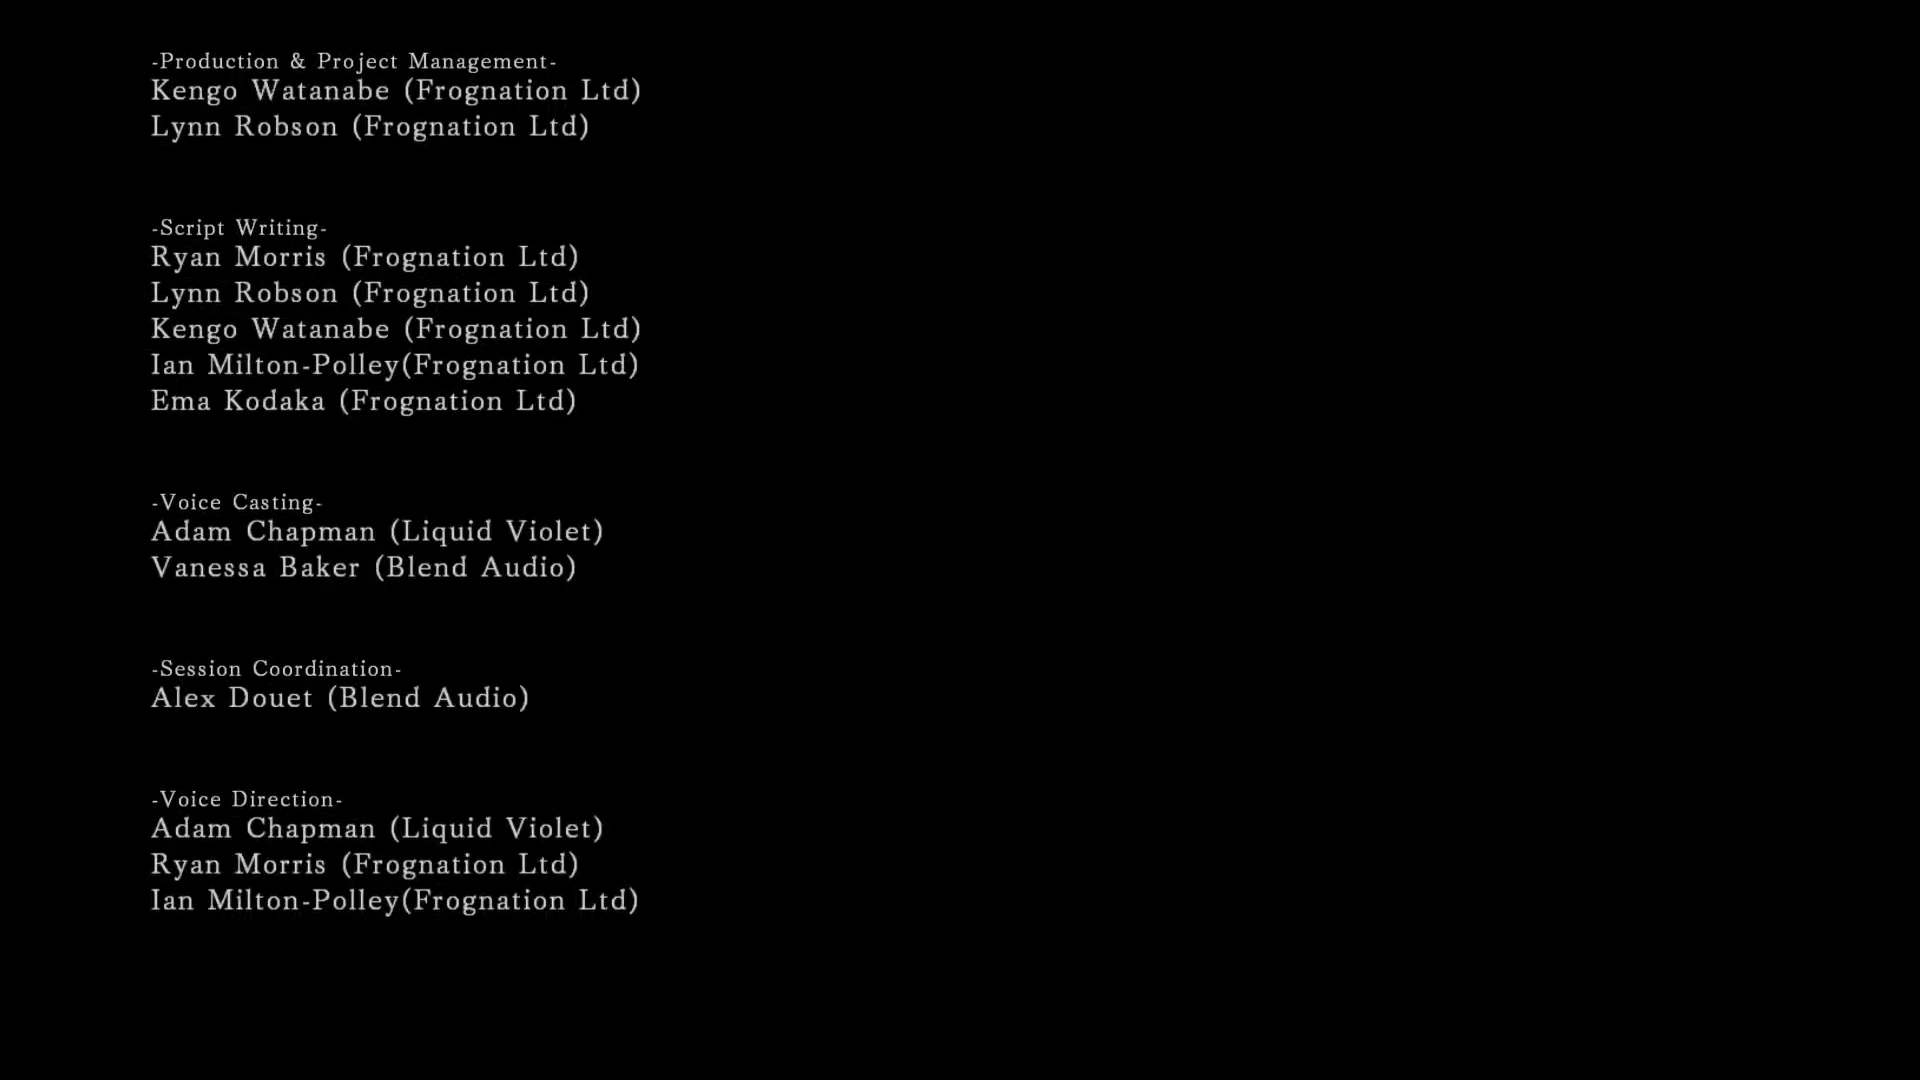 -Production & Project Management-
Kengo Watanabe (Frognation Ltd)
Lynn Robson (Frognation Ltd)
-Script Writing-
Ryan Morris (Frognation Ltd)
Lynn Robson (Frognation Ltd)
Kengo Watanabe (Frognation Ltd)
Ian Milton-Polley(Frognation Ltd)
Ema Kodaka (Frognation Ltd)
-Voice Casting-
Adam Chapman (Liquid Violet)
Vanessa Baker (Blend Audio)
-Session Coordination-
Alex Douet (Blend Audio)
-Voice Direction-
Adam Chapman (Liquid Violet)
Ryan Morris (Frognation Ltd)
Ian Milton-Polley(Frognation Ltd)